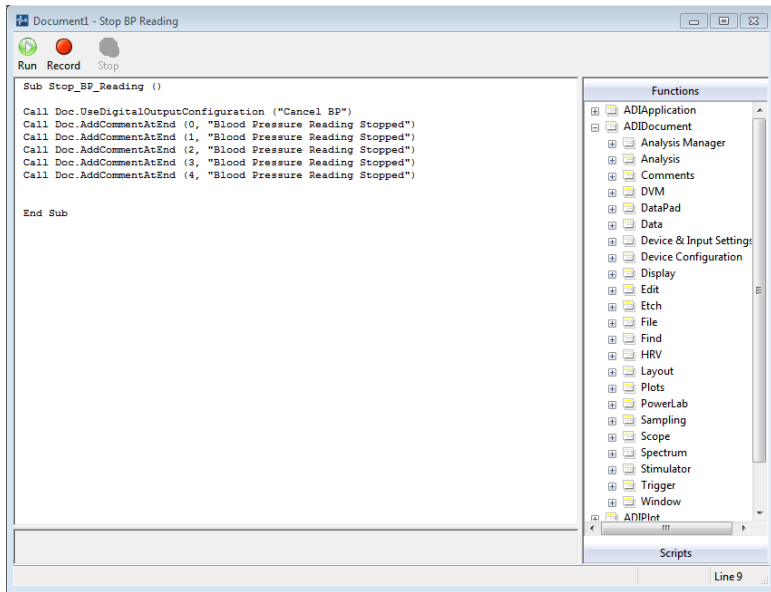 Document1 - Stop BP Reading
Run Record Stop
Sub Stop_BP_Reading ()
Call Doc.UseDigitalOutputConfiguration ("Cancel BP")
Call Doc.AddCommentAtEnd (0, "Blood Pressure Reading Stopped")
Call Doc.AddCommentAtEnd (1, "Blood Pressure Reading Stopped")
Call Doc.AddCommentAtEnd (2, "Blood Pressure Reading Stopped")
Call Doc.AddCommentAtEnd (3, "Blood Pressure Reading Stopped")
Call Doc.AddCommentAtEnd (4, "Blood Pressure Reading Stopped")
End Sub
Functions
ADIApplication
ADIDocument
Analysis Manager
Analysis
Comments
DVM
DataPad
Data
Device & Input Settings
Device Configuration
Display
Edit
Etch
File
Find
HRV
Layout
Plots
PowerLab
Sampling
Scope
Spectrum
Stimulator
Trigger
Window
ADIPlot
Scripts
Line 9